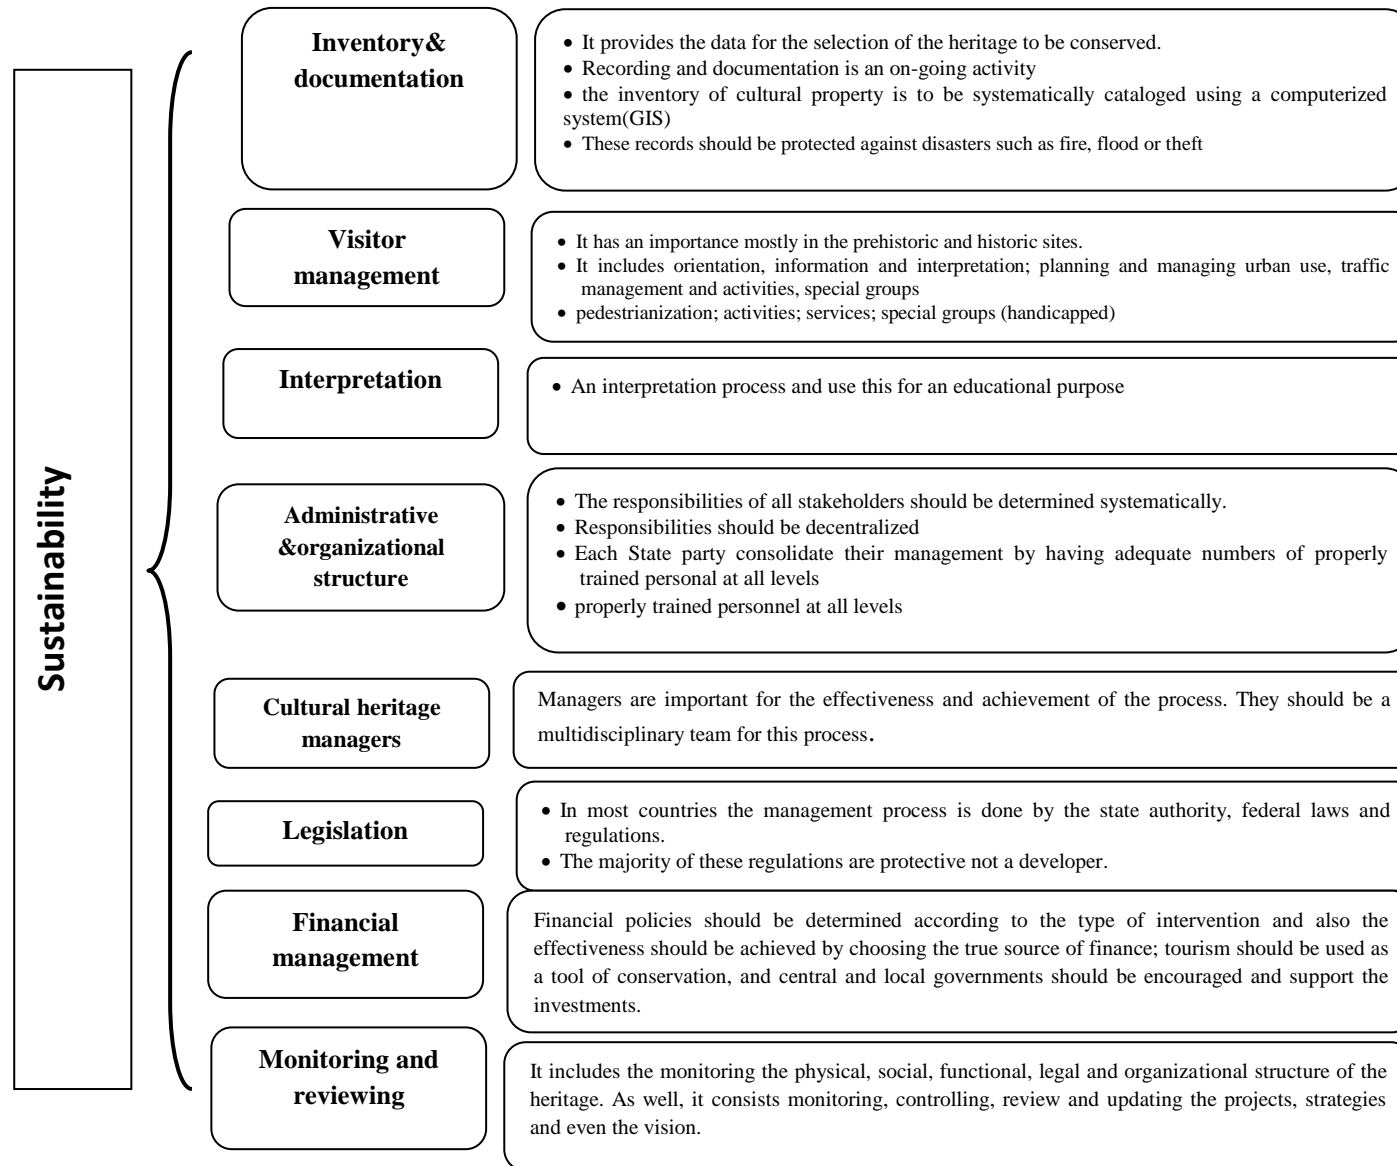 Sustainability
Inventory&
documentation
• It provides the data for the selection of the heritage to be conserved.
• Recording and documentation is an on-going activity
• the inventory of cultural property is to be systematically cataloged using a computerized
system(GIS)
• These records should be protected against disasters such as fire, flood or theft
Visitor
management
• It has an importance mostly in the prehistoric and historic sites.
• It includes orientation, information and interpretation; planning and managing urban use, traffic
management and activities, special groups
• pedestrianization; activities; services; special groups (handicapped)
Interpretation
• An interpretation process and use this for an educational purpose
Administrative
&organizational
structure
• The responsibilities of all stakeholders should be determined systematically.
• Responsibilities should be decentralized
• Each State party consolidate their management by having adequate numbers of properly
trained personal at all levels
• properly trained personnel at all levels
Cultural heritage
managers
Managers are important for the effectiveness and achievement of the process. They should be a
multidisciplinary team for this process.
Legislation
• In most countries the management process is done by the state authority, federal laws and
regulations.
• The majority of these regulations are protective not a developer.
Financial
management
Financial policies should be determined according to the type of intervention and also the
effectiveness should be achieved by choosing the true source of finance; tourism should be used as
a tool of conservation, and central and local governments should be encouraged and support the
investments.
Monitoring and
reviewing
It includes the monitoring the physical, social, functional, legal and organizational structure of the
heritage. As well, it consists monitoring, controlling, review and updating the projects, strategies
and even the vision.